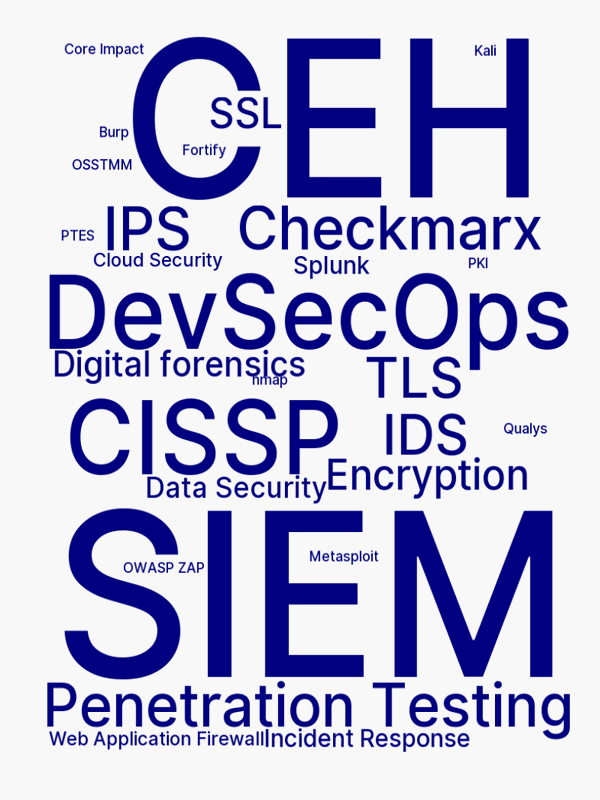 Core Impact
Kali
CEH
SSL
Burp
Fortify
OSSTMM
IPS
Checkmarx
PTES
Cloud Security
Splunk
PKI
DevSecOps
Digital forensics
nmap
TLS
CISSP
IDS
Qualys
Encryption
Data Security
SIEM
OWASP ZAP
Metasploit
Penetration Testing
Web Application Firewall
Incident Response